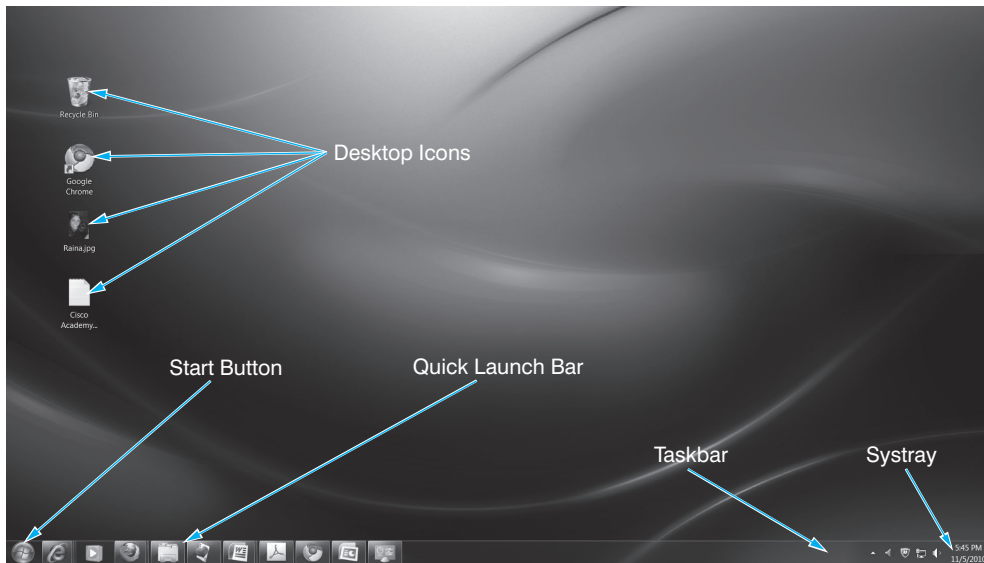 Recycle Bin
Desktop Icons
Google
Chrome
Raina.jpg
Cisco
Academy...
Start Button
Quick Launch Bar
Taskbar
Systray
5:45 PM
11/5/2010